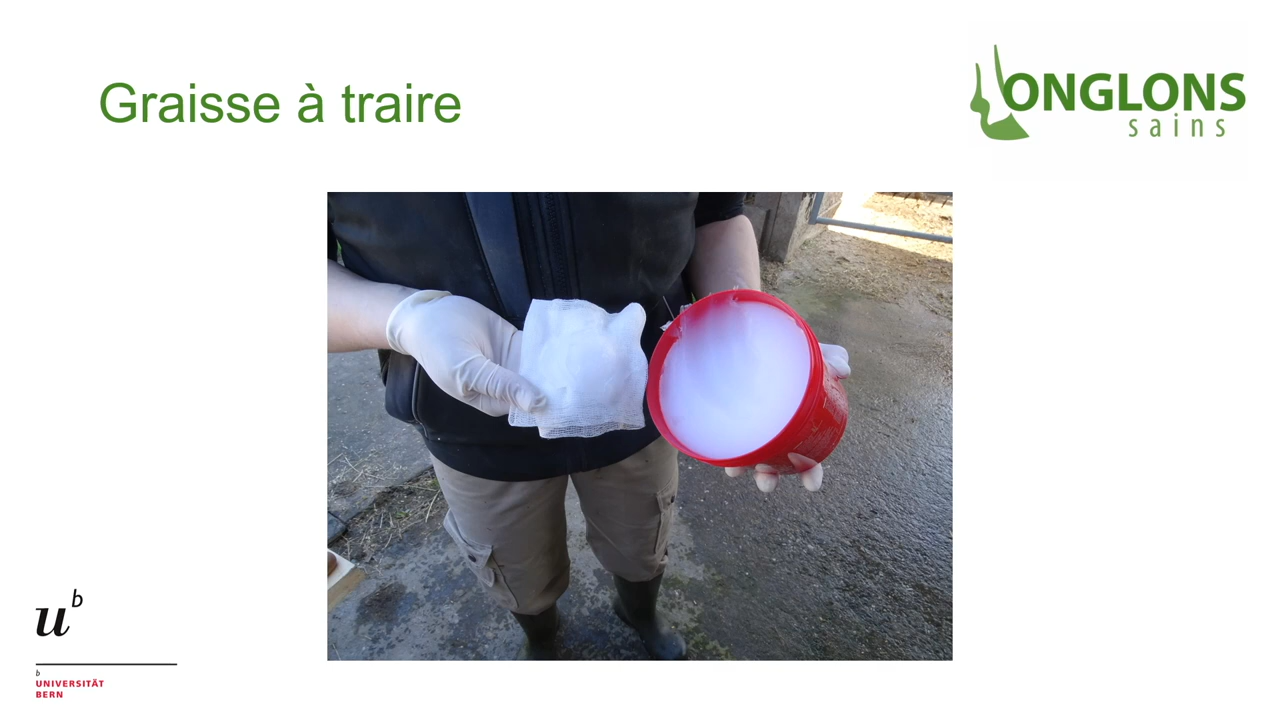 Graisse à traire
ONGLONS
sains
u^b
b
UNIVERSITÄT
BERN